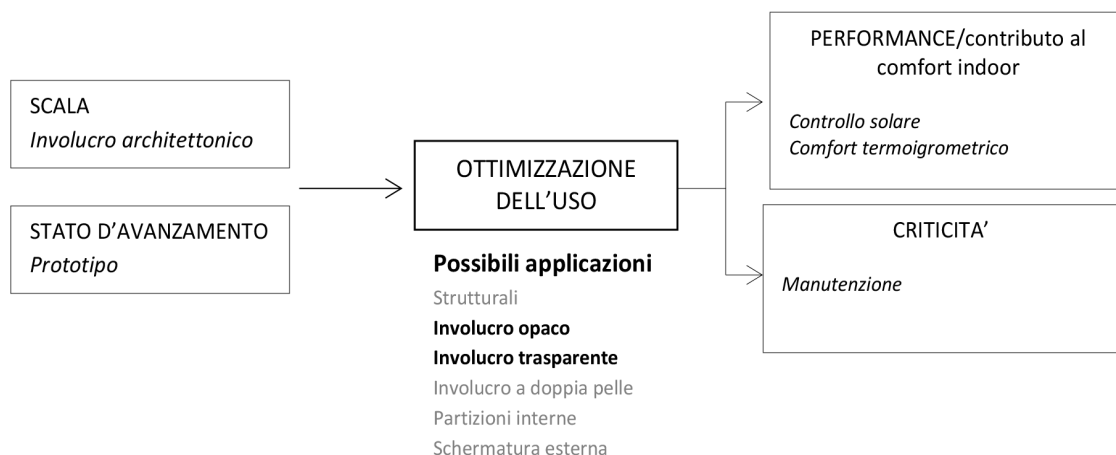 SCALA
Involucro architettonico
STATO D'AVANZAMENTO
Prototipo
OTTIMIZZAZIONE
DELL'USO
Possibili applicazioni
Strutturali
Involucro opaco
Involucro trasparente
Involucro a doppia pelle
Partizioni interne
Schermatura esterna
PERFORMANCE/contributo al
comfort indoor
Controllo solare
Comfort termoigrometrico
CRITICITA'
Manutenzione